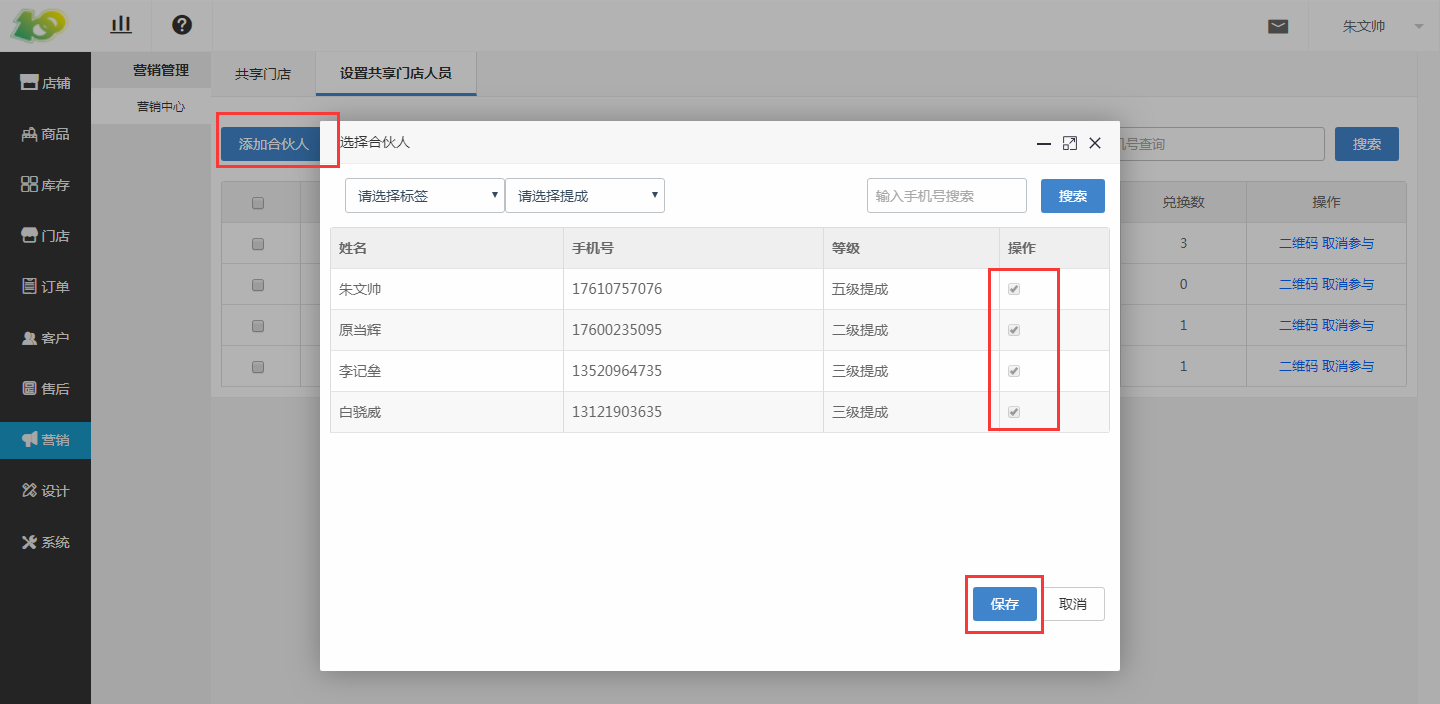 朱文帅
店铺
商品
库存
门店
订单
客户
售后
营销
设计
系统
营销管理
营销中心
共享门店
设置共享门店人员
添加合伙人
机号查询
搜索
兑换数 操作
3 二维码 取消参与
0 二维码 取消参与
1 二维码 取消参与
1 二维码 取消参与
选择合伙人
请选择标签 请选择提成 输入手机号搜索 搜索
姓名 手机号 等级 操作
朱文帅 17610757076 五级提成
原当辉 17600235095 二级提成
李记垒 13520964735 三级提成
白骁威 13121903635 三级提成
保存 取消